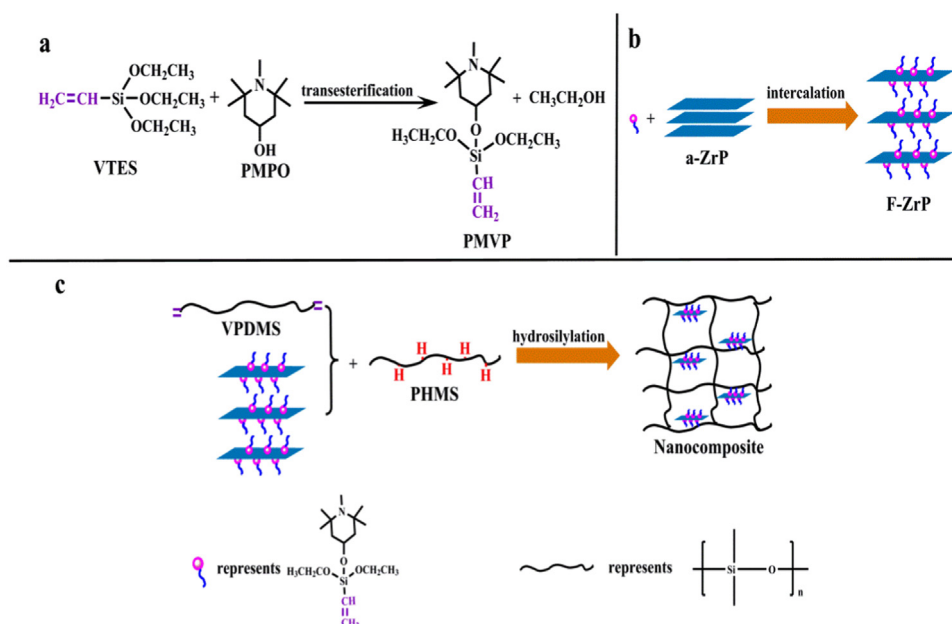 a
H₂C=CH-Si
OCH₂CH₃
OCH₂CH₃
OCH₂CH₃
VTES
+
N
OH
PMPO
transesterification
N
O
H₃CH₂CO
OCH₂CH₃
Si
CH
CH₂
PMVP
+ CH₃CH₂OH
b
+
a-ZrP
intercalation
F-ZrP
c
VPDMS
+
H H H
H H H
PHMS
hydrosilylation
Nanocomposite
represents
N
O
H₃CH₂CO
OCH₂CH₃
Si
CH
CH₂
represents
Si O
n